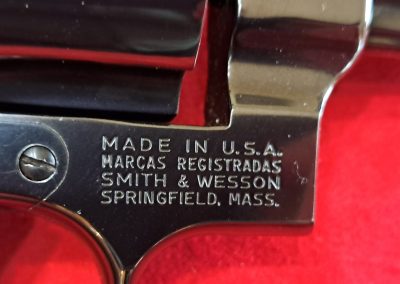 MADE IN U.S.A.
MARCAS REGISTRADAS
SMITH & WESSON
SPRINGFIELD, MASS.